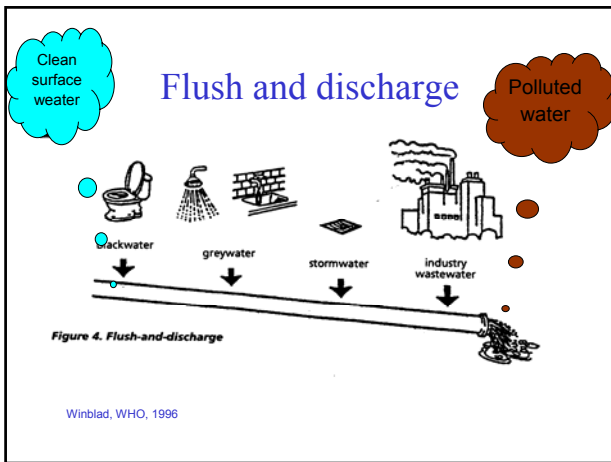 Clean
surface
weater
Flush and discharge
Polluted
water
blackwater
greywater
stormwater
industry
wastewater
Figure 4. Flush-and-discharge
Winblad, WHO, 1996